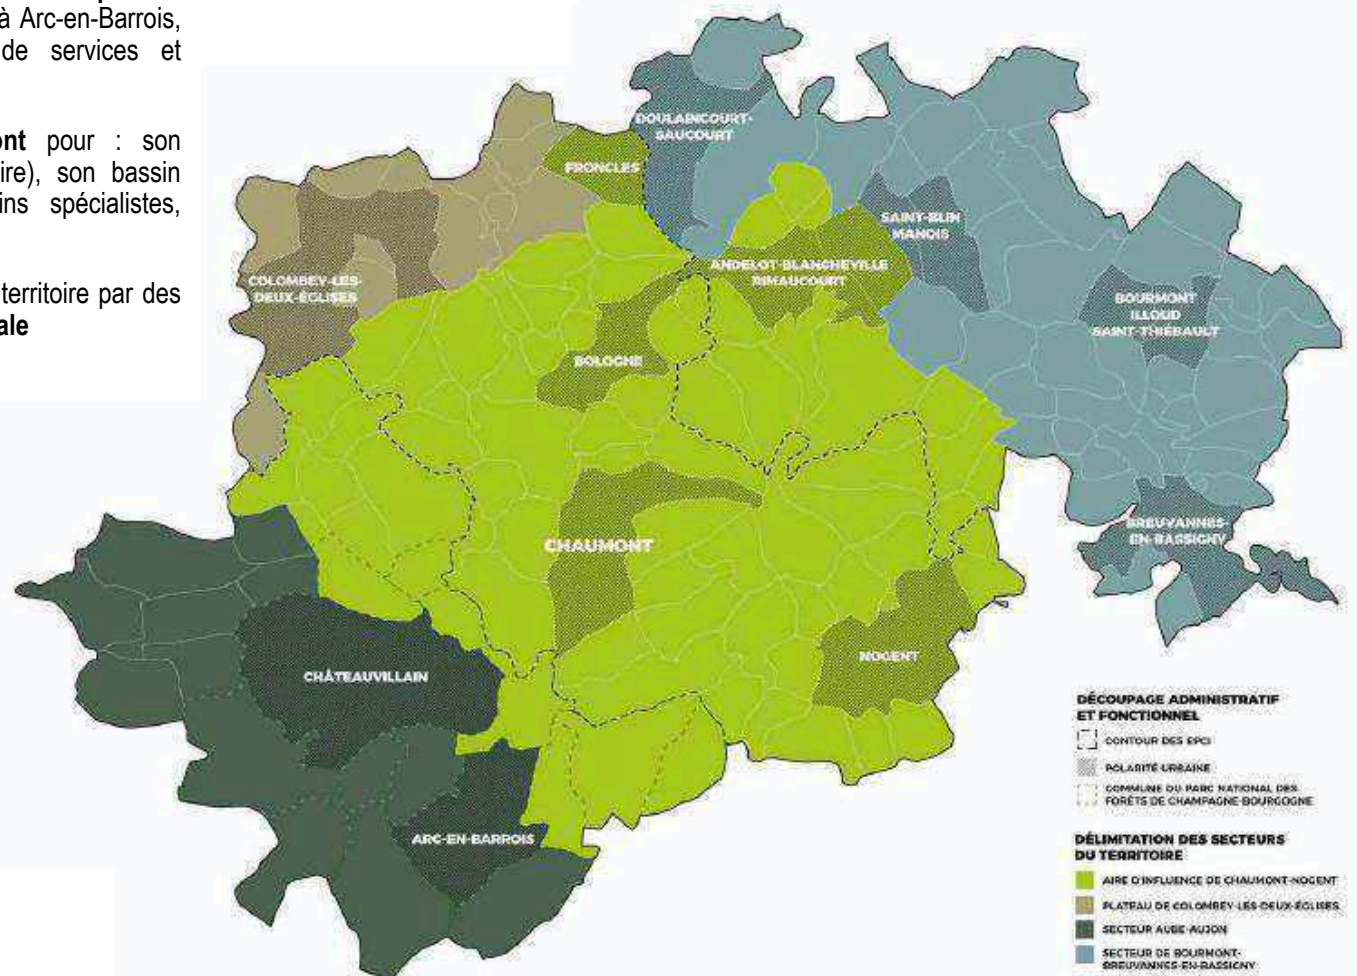 à Arc-en-Barrois,
de services et
ont pour : son
ire), son bassin
ins spécialistes,
territoire par des
ale
DOULAINCOURT-
SAUCOURT
FRONCLES
SAINT-BLIN
MANOIS
ANDELOT-BLANCHEVILLE
RIMAUCOURT
COLOMBEY-LES-
DEUX-ÉGLISES
BOURMONT
ILLOUD
SAINT-THIEBAULT
BOLOGNE
CHAUMONT
BREUVANNES-
EN-BASSIGNY
NOGENT
CHÂTEAUVILLAIN
ARC-EN-BARROIS
DÉCOUPAGE ADMINISTRATIF
ET FONCTIONNEL
CONTOUR DES EPCI
POLARITÉ URBAINE
COMMUNE DU PARC NATIONAL DES
FORÊTS DE CHAMPAGNE-BOURGOGNE
DÉLIMITATION DES SECTEURS
DU TERRITOIRE
AIRE D'INFLUENCE DE CHAUMONT-NOGENT
PLATEAU DE COLOMBEY-LES-DEUX-ÉGLISES
SECTEUR AUBE-AUJON
SECTEUR DE BOURMONT-
BREUVANNES-EN-BASSIGNY